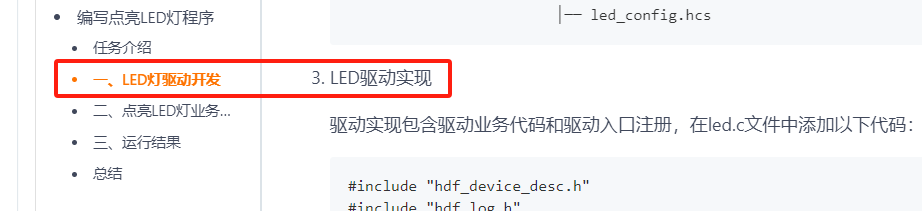 编写点亮LED灯程序
任务介绍
一、LED灯驱动开发
二、点亮LED灯业务...
三、运行结果
总结
|── led_config.hcs
3. LED驱动实现
驱动实现包含驱动业务代码和驱动入口注册，在led.c文件中添加以下代码：
#include "hdf_device_desc.h"
#include "hdf_log.h"